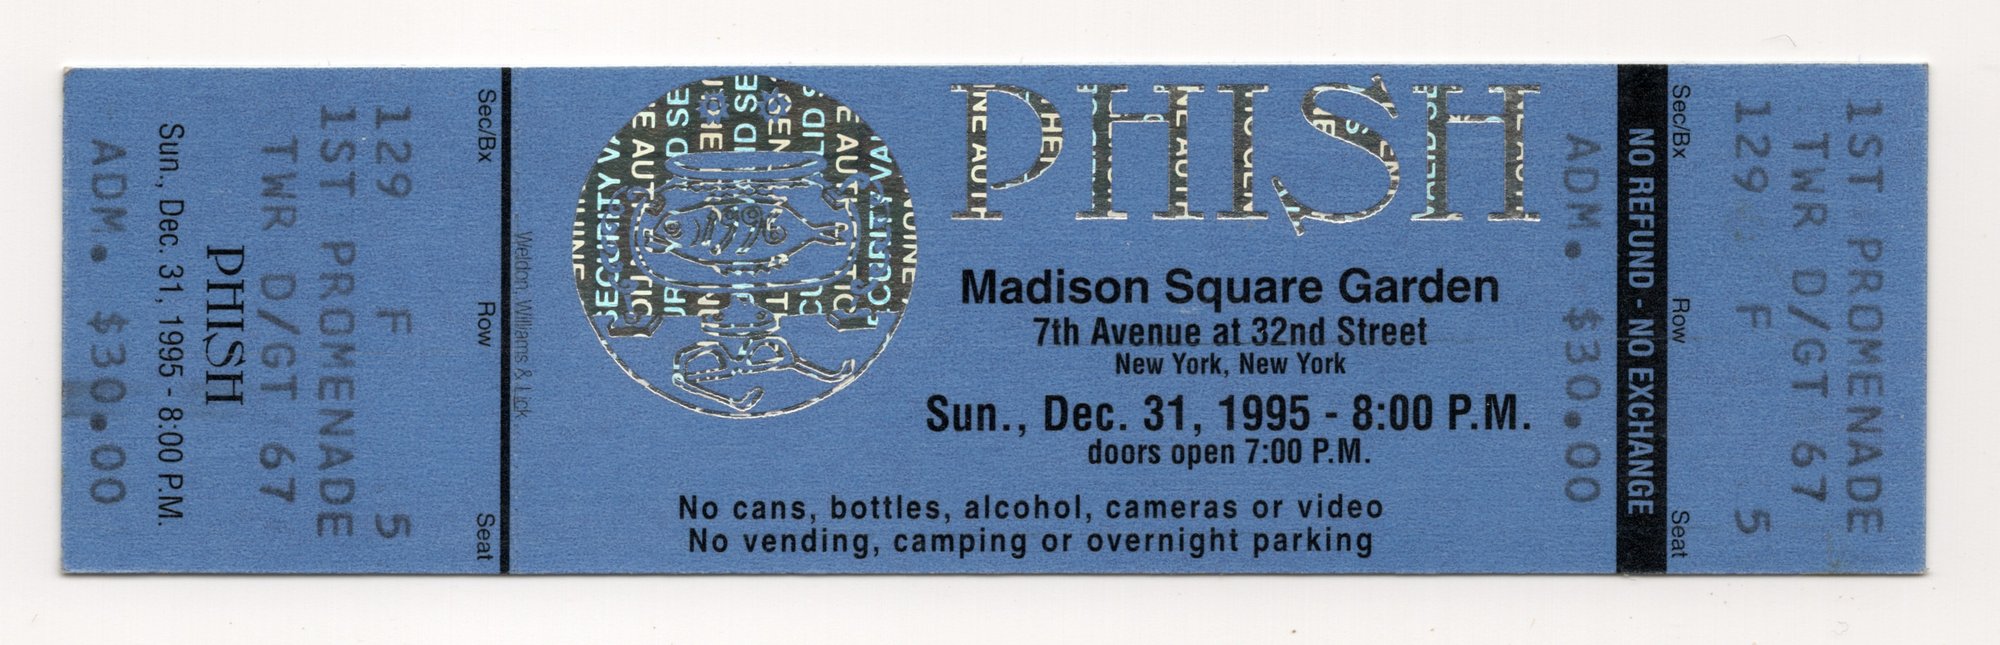 ADM. $30.00
Sun., Dec. 31, 1995 - 8:00 P.M.
PHISH
TWR D/GT 67
1ST PROMENADE
129 F 5
Sec/Bx Row Seat
Weldon, Williams & Lick
1996
PHISH
Madison Square Garden
7th Avenue at 32nd Street
New York, New York
Sun., Dec. 31, 1995 - 8:00 P.M.
doors open 7:00 P.M.
No cans, bottles, alcohol, cameras or video
No vending, camping or overnight parking
ADM. $30.00
NO REFUND - NO EXCHANGE
Sec/Bx Row Seat
129 F 5
TWR D/GT 67
1ST PROMENADE